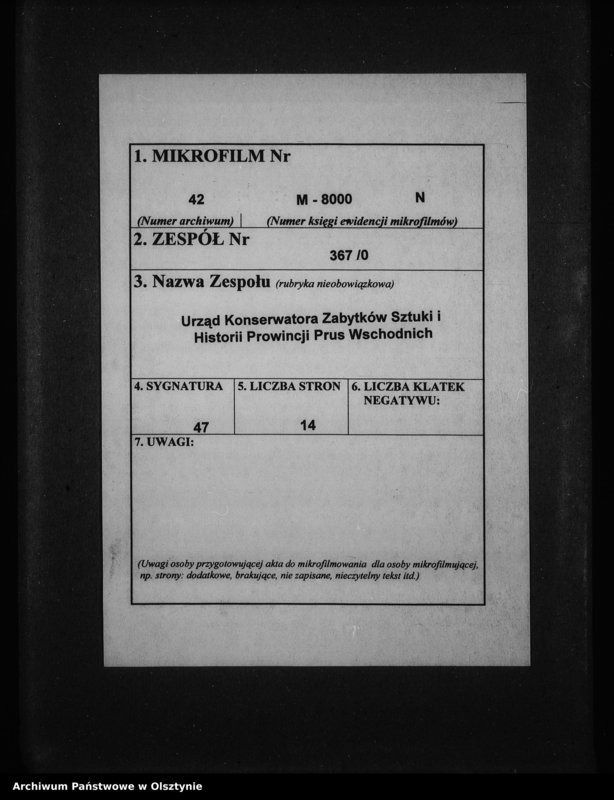 1. MIKROFILM Nr
42 M - 8000 N
(Numer archiwum) (Numer księgi ewidencji mikrofilmów)
2. ZESPÓŁ Nr
367 /0
3. Nazwa Zespołu (rubryka nieobowiązkowa)
Urząd Konserwatora Zabytków Sztuki i
Historii Prowincji Prus Wschodnich
4. SYGNATURA 5. LICZBA STRON 6. LICZBA KLATEK
NEGATYWU:
47 14
7. UWAGI:
(Uwagi osoby przygotowującej akta do mikrofilmowania dla osoby mikrofilmującej,
np. strony: dodatkowe, brakujące, nie zapisane, nieczytelny tekst itd.)
Archiwum Państwowe w Olsztynie